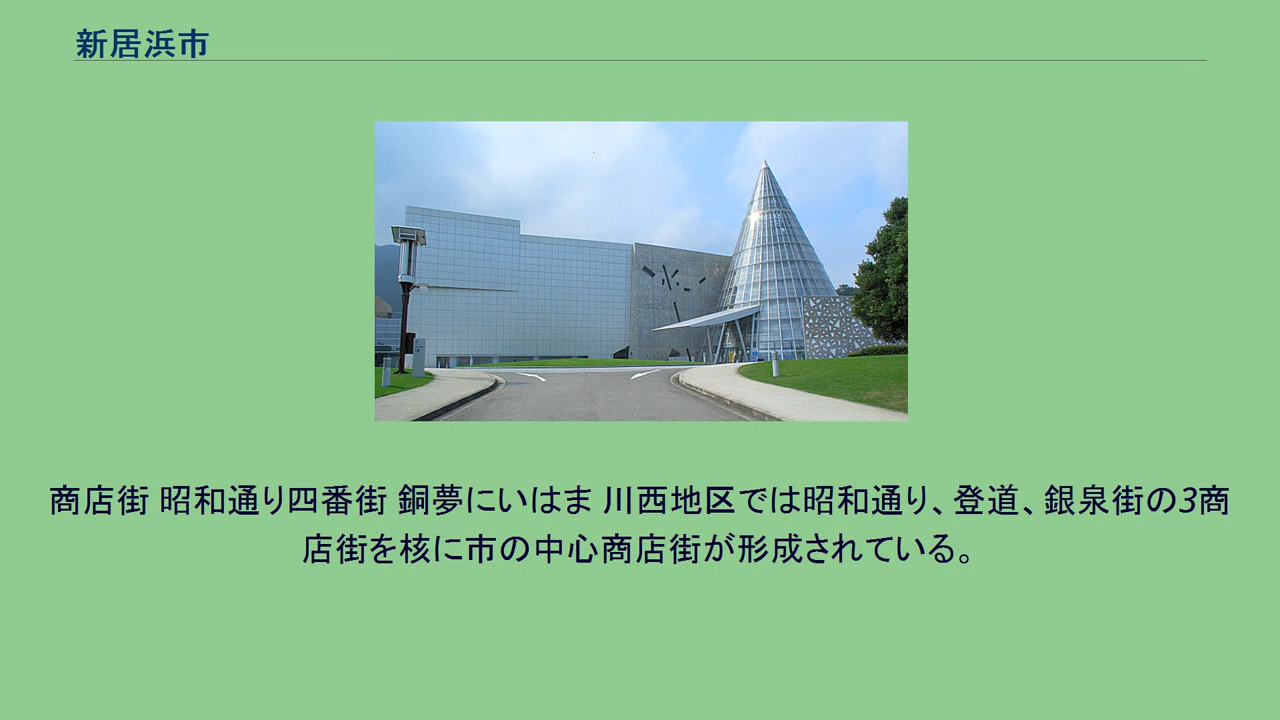 新居浜市
商店街 昭和通り四番街 銅夢にいはま 川西地区では昭和通り、登道、銀泉街の3商
店街を核に市の中心商店街が形成されている。